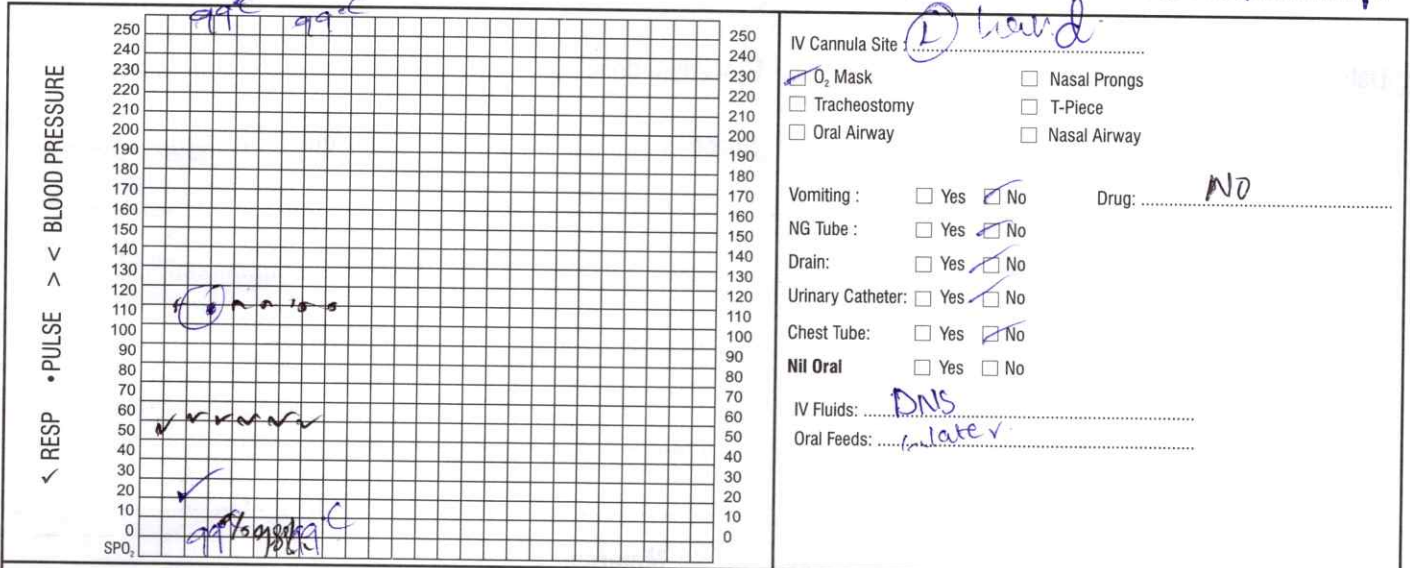 99°C 99°C
250 250
240 240
230 230
220 220
210 210
200 200
190 190
180 180
170 170
160 160
150 150
140 140
130 130
120 120
110 110
100 100
90 90
80 80
70 70
60 60
50 50
40 40
30 30
20 20
10 10
0 0
SPO₂ 99% 98%
✓ RESP • PULSE > < BLOOD PRESSURE
IV Cannula Site : (L) hand
O₂ Mask Nasal Prongs
Tracheostomy T-Piece
Oral Airway Nasal Airway
Vomiting : Yes No Drug: NO
NG Tube : Yes No
Drain: Yes No
Urinary Catheter: Yes No
Chest Tube: Yes No
Nil Oral Yes No
IV Fluids: DNS
Oral Feeds: later